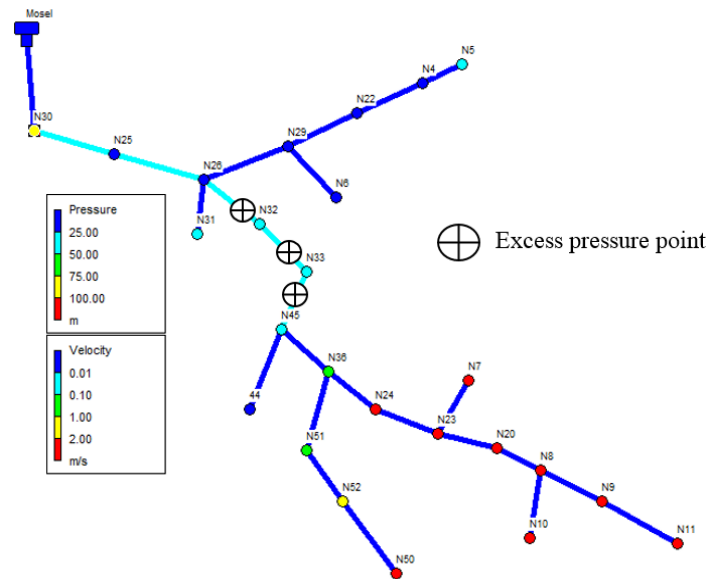 Mosel
N5
N4
N22
N30
N25
N29
N26
N6
N32
N31
Pressure
25.00
50.00
75.00
100.00
m
Excess pressure point
N33
N45
Velocity
0.01
0.10
1.00
2.00
m/s
N36
N7
44
N24
N23
N20
N51
N8
N52
N9
N10
N11
N50